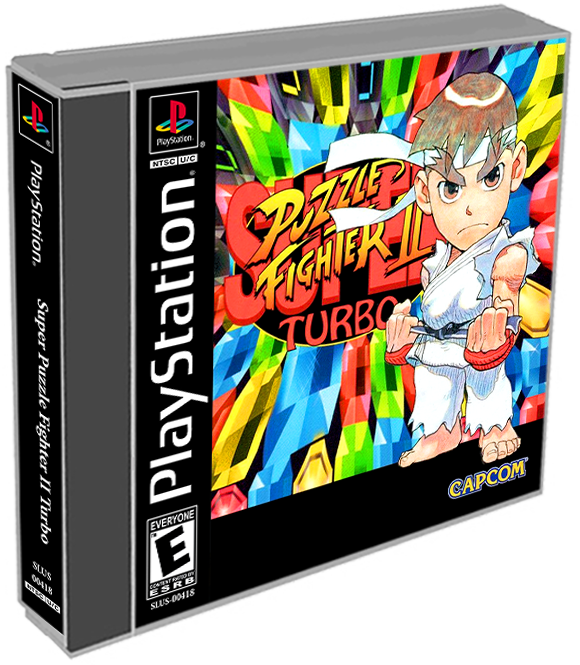 PlayStation.
Super Puzzle Fighter II Turbo
SLUS
00418
NTSC U/C
PlayStation
NTSC U/C
PlayStation
SUPER
PUZZLE
FIGHTER II
TURBO
CAPCOM
EVERYONE
E
CONTENT RATED BY
ESRB
SLUS-00418